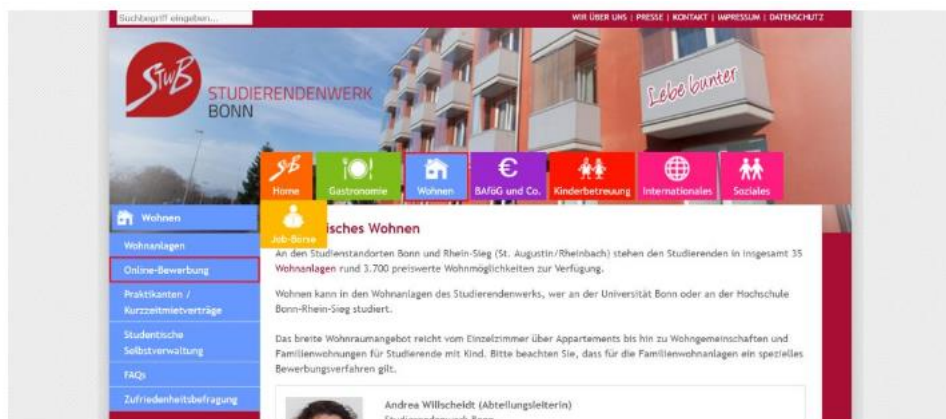 Suchbegriff eingeben...
WIR ÜBER UNS | PRESSE | KONTAKT | IMPRESSUM | DATENSCHUTZ
StwB
STUDIERENDENWERK
BONN
Lebe bunter
Home
Gastronomie
Wohnen
BAföG und Co.
Kinderbetreuung
Internationales
Soziales
Job-Börse
Wohnen
Wohnanlagen
Online-Bewerbung
Praktikanten /
Kurzzeitmietverträge
Studentische
Selbstverwaltung
FAQs
Zufriedenheitsbefragung
isches Wohnen
An den Studienstandorten Bonn und Rhein-Sieg (St. Augustin/Rheinbach) stehen den Studierenden in insgesamt 35
Wohnanlagen rund 3.700 preiswerte Wohnmöglichkeiten zur Verfügung.
Wohnen kann in den Wohnanlagen des Studierendenwerks, wer an der Universität Bonn oder an der Hochschule
Bonn-Rhein-Sieg studiert.
Das breite Wohnraumangebot reicht vom Einzelzimmer über Appartements bis hin zu Wohngemeinschaften und
Familienwohnungen für Studierende mit Kind. Bitte beachten Sie, dass für die Familienwohnanlagen ein spezielles
Bewerbungsverfahren gilt.
Andrea Willscheidt (Abteilungsleiterin)
Studierendenwerk Bonn